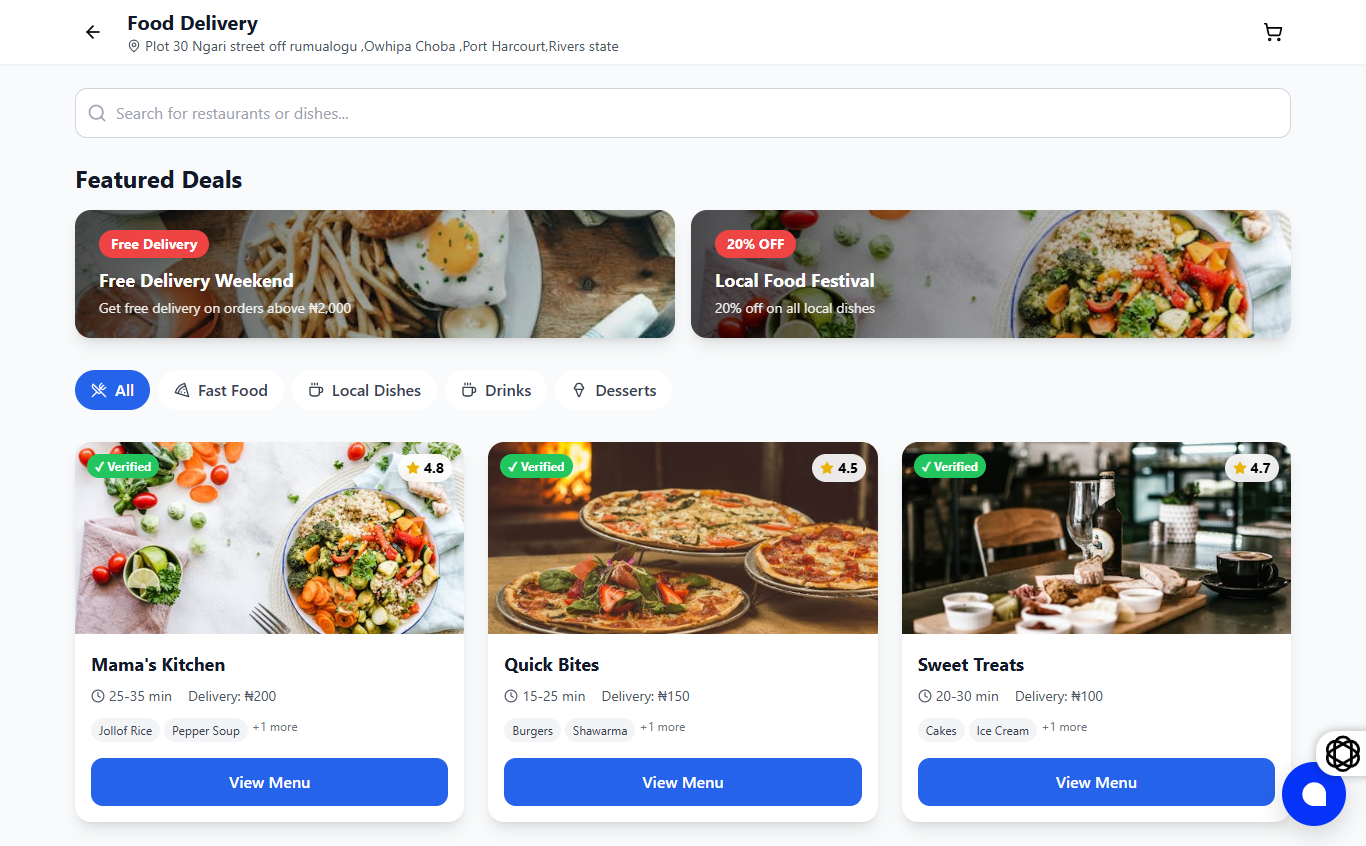 Food Delivery
Plot 30 Ngari street off rumualogu ,Owhipa Choba ,Port Harcourt,Rivers state
Search for restaurants or dishes...
Featured Deals
Free Delivery
Free Delivery Weekend
Get free delivery on orders above ₦2,000
20% OFF
Local Food Festival
20% off on all local dishes
All
Fast Food
Local Dishes
Drinks
Desserts
✓ Verified
4.8
Mama's Kitchen
25-35 min Delivery: ₦200
Jollof Rice Pepper Soup +1 more
View Menu
✓ Verified
4.5
Quick Bites
15-25 min Delivery: ₦150
Burgers Shawarma +1 more
View Menu
✓ Verified
4.7
Sweet Treats
20-30 min Delivery: ₦100
Cakes Ice Cream +1 more
View Menu